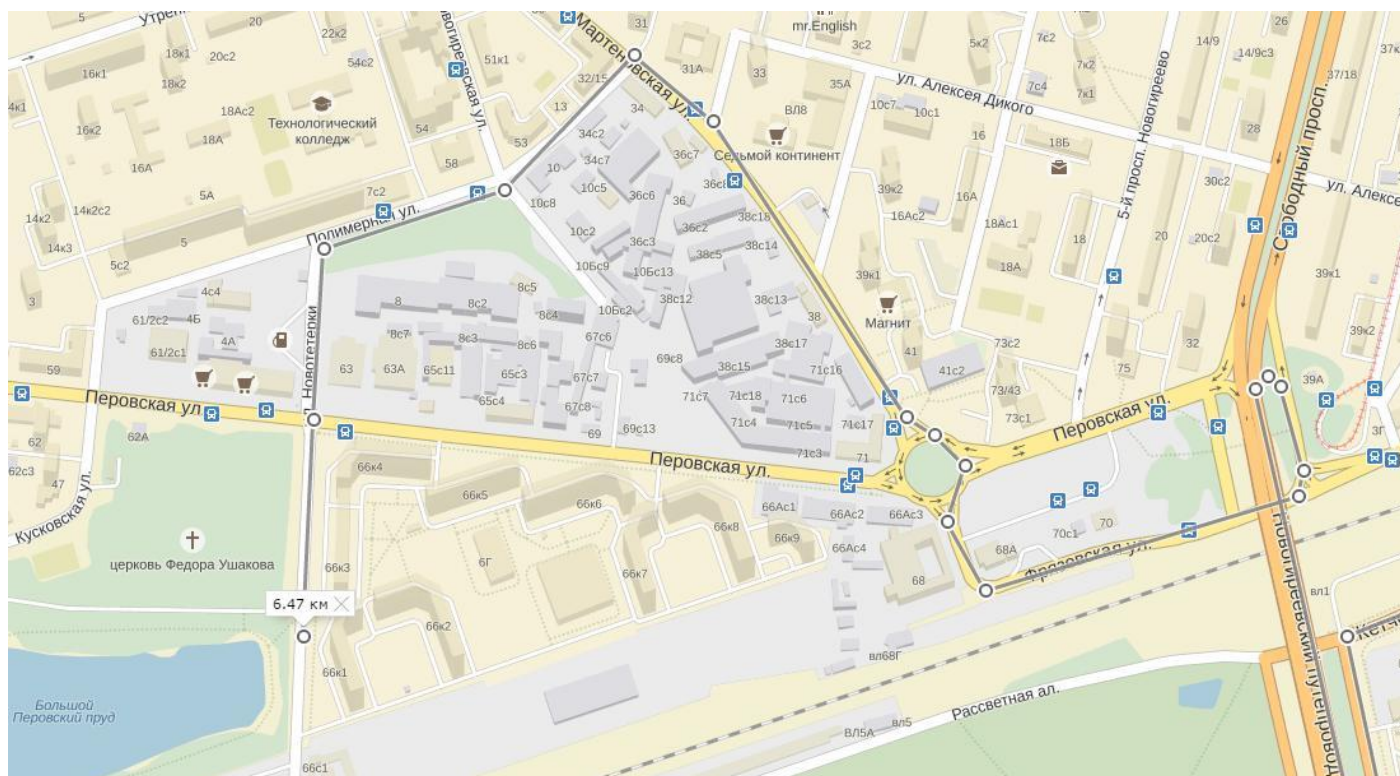 Утрен
5
20
18к1
20с2
22к2
54с2
16к1
18к2
14к1
18Ас2
Технологический
колледж
16к2
18А
16А
54
58
5А
7с2
14к2
14к2с2
14к3
5
5с2
3
Полимерная ул.
Новогиреевская ул.
51к1
53
13
32/15
31
31А
Мартеновская ул.
34
34с2
34с7
10
10с5
10с8
10с2
36с7
36с6
36
36с8
36с2
36с3
10Бс9
10Бс13
10Бс2
38с18
38с14
38с5
38с12
38с13
38
38с17
38с15
mr.English
3с2
33
35А
ВЛ8
Седьмой континент
ул. Алексея Дикого
10с7
10с1
5к2
7с2
7к2
7к1
7с4
14/9
14/9с3
26
28
37/18
16
16А
16Ас2
18Б
18Ас1
18А
18
20
20с2
30с2
32
5-й просп. Новогиреево
Свободный просп.
ул. Алексе
39к2
39к1
Магнит
41
41с2
73с2
73/43
73с1
75
39к1
39к2
39А
3Г
4с4
61/2с2
4Б
4А
61/2с1
59
8
8с2
8с5
8с4
8с7
8с3
8с6
63
63А
65с11
65с3
65с4
67с6
67с7
67с8
69
69с13
69с8
71с7
71с18
71с6
71с16
71с4
71с5
71с3
71с17
71
Новотетерки
Перовская ул.
Перовская ул.
Перовская ул.
62
62А
62с3
47
Кусковская ул.
церковь Федора Ушакова
66к4
66к5
66к6
66к8
66к9
66к3
66к7
66к2
66к1
6Г
66Ас1
66Ас2
66Ас3
66Ас4
68
68А
70с1
70
Фрязовская ул.
6.47 км
Большой
Перовский пруд
66с1
вл68Г
ВЛ5А
вл5
Рассветная ал.
Новогиреевский путепровод
вл1
Кетч